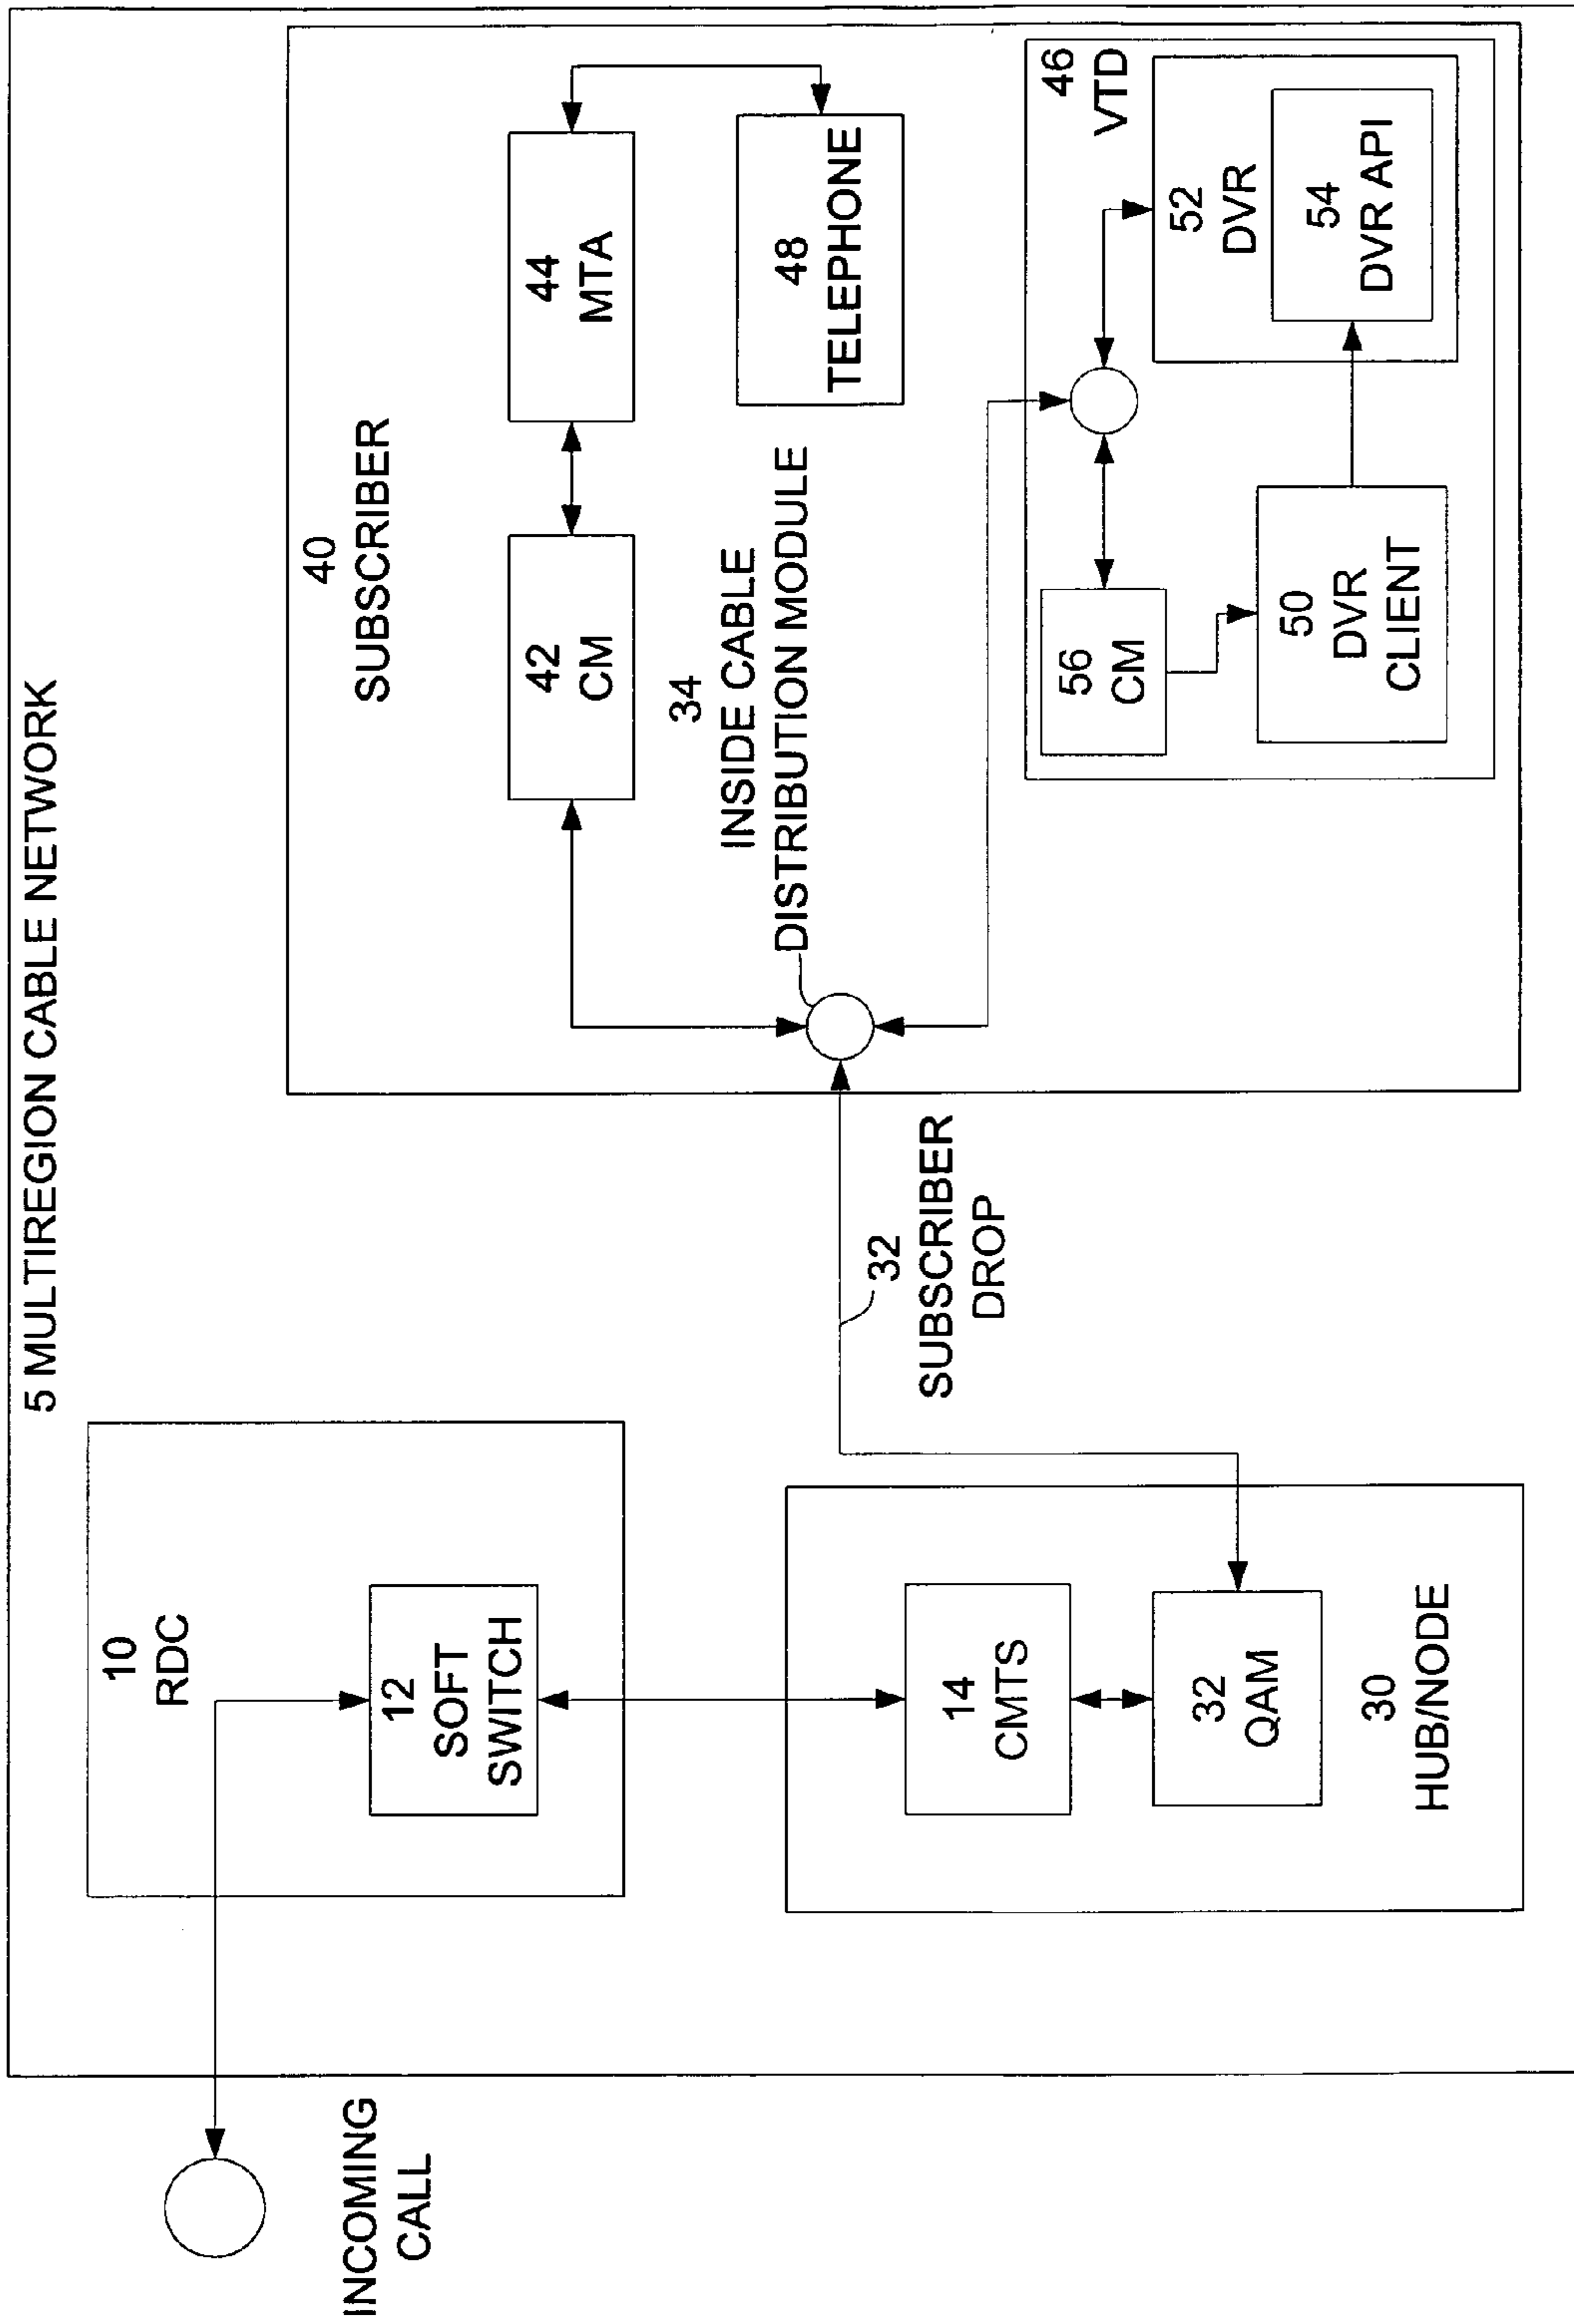 5 MULTIREGION CABLE NETWORK
INCOMING
CALL
10
RDC
12
SOFT
SWITCH
14
CMTS
32
QAM
30
HUB/NODE
32
SUBSCRIBER
DROP
40
SUBSCRIBER
42
CM
44
MTA
34
INSIDE CABLE
DISTRIBUTION MODULE
48
TELEPHONE
46
VTD
56
CM
50
DVR
CLIENT
52
DVR
54
DVR API